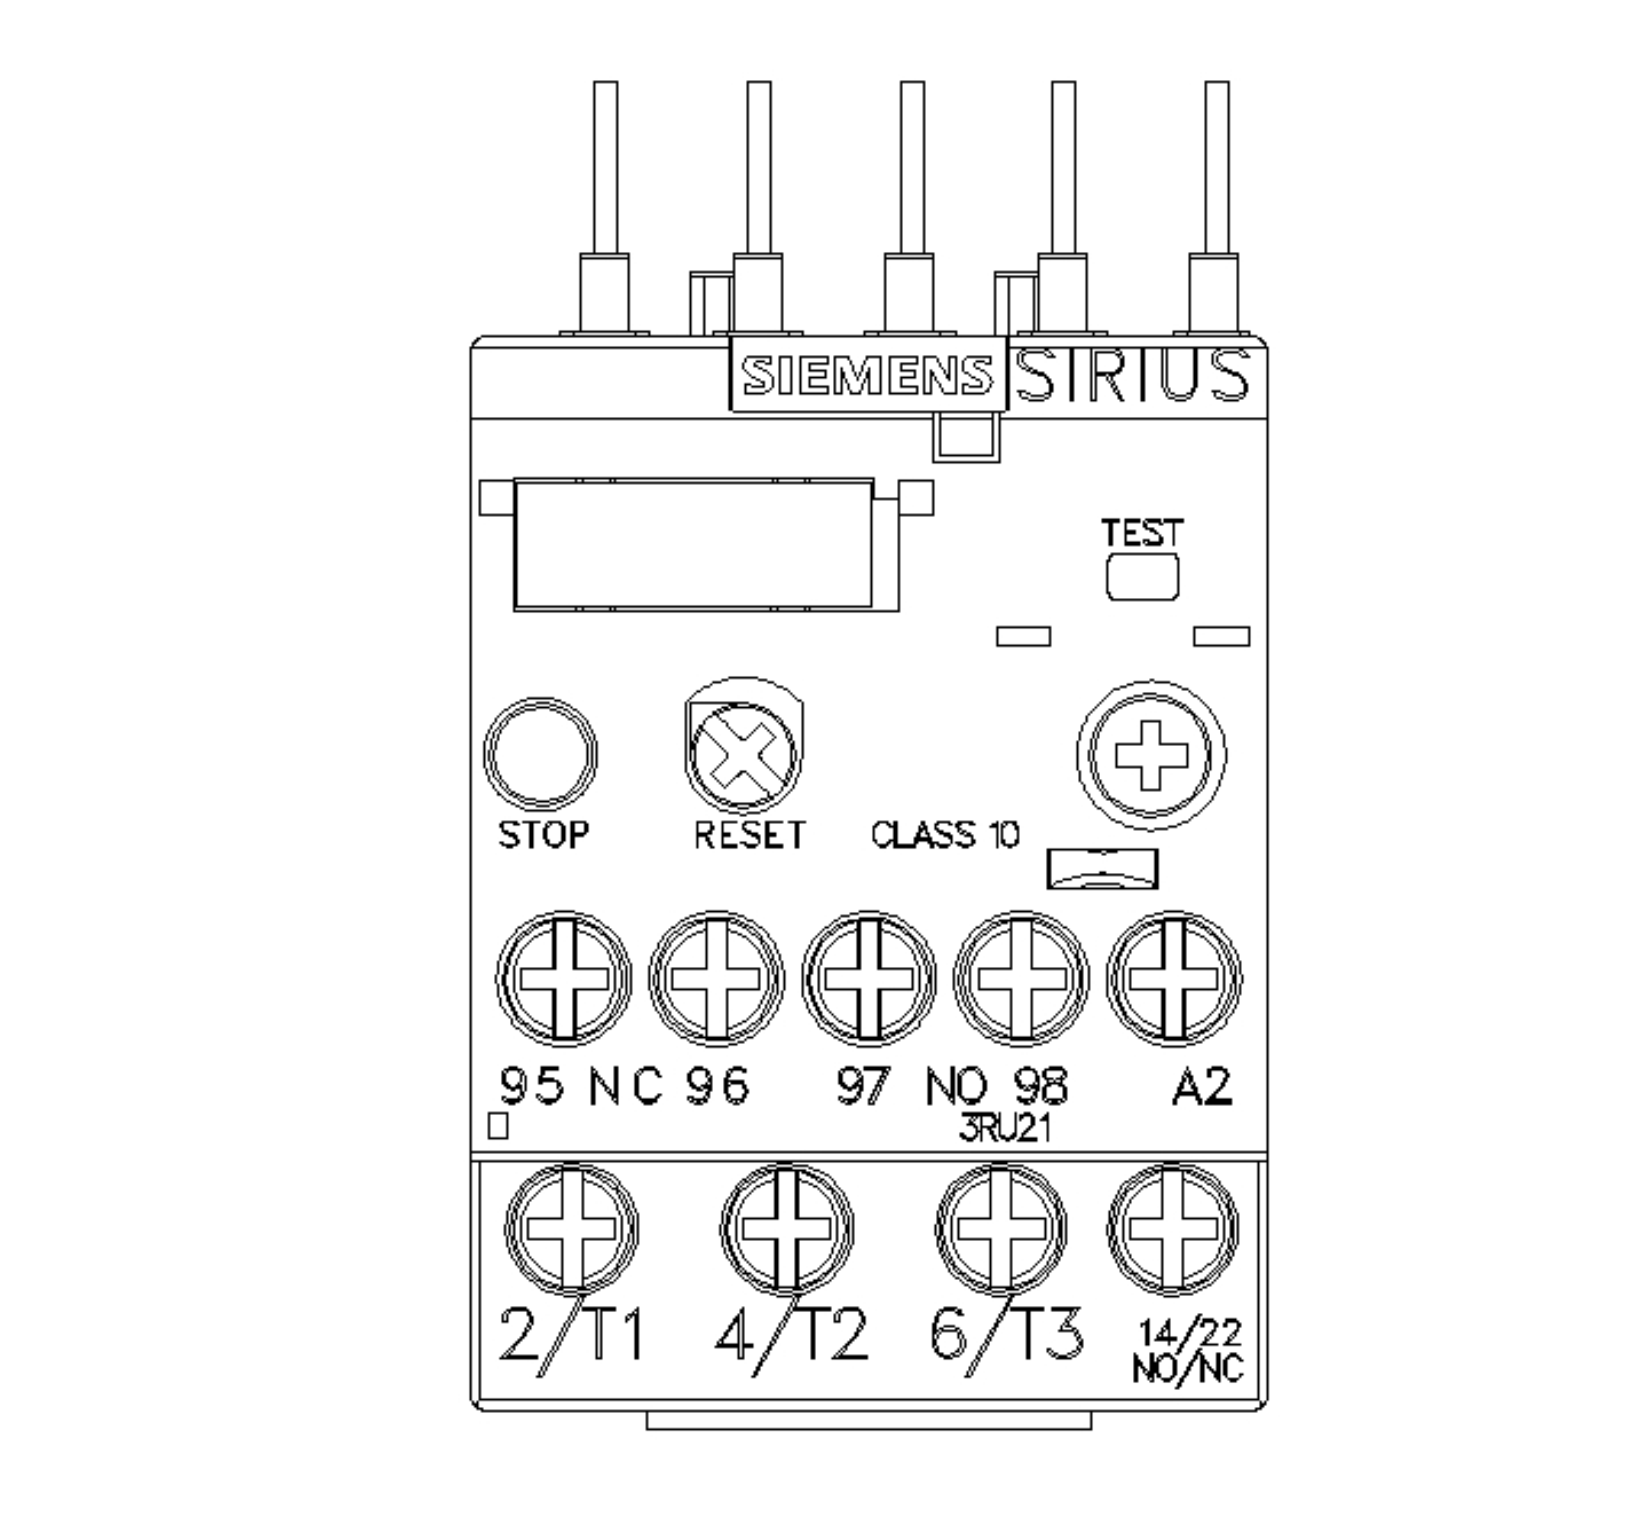 SIEMENS SIRIUS
TEST
STOP RESET CLASS 10
95 NC 96 97 NO 98 A2
3RU21
2/T1 4/T2 6/T3 14/22
NO/NC